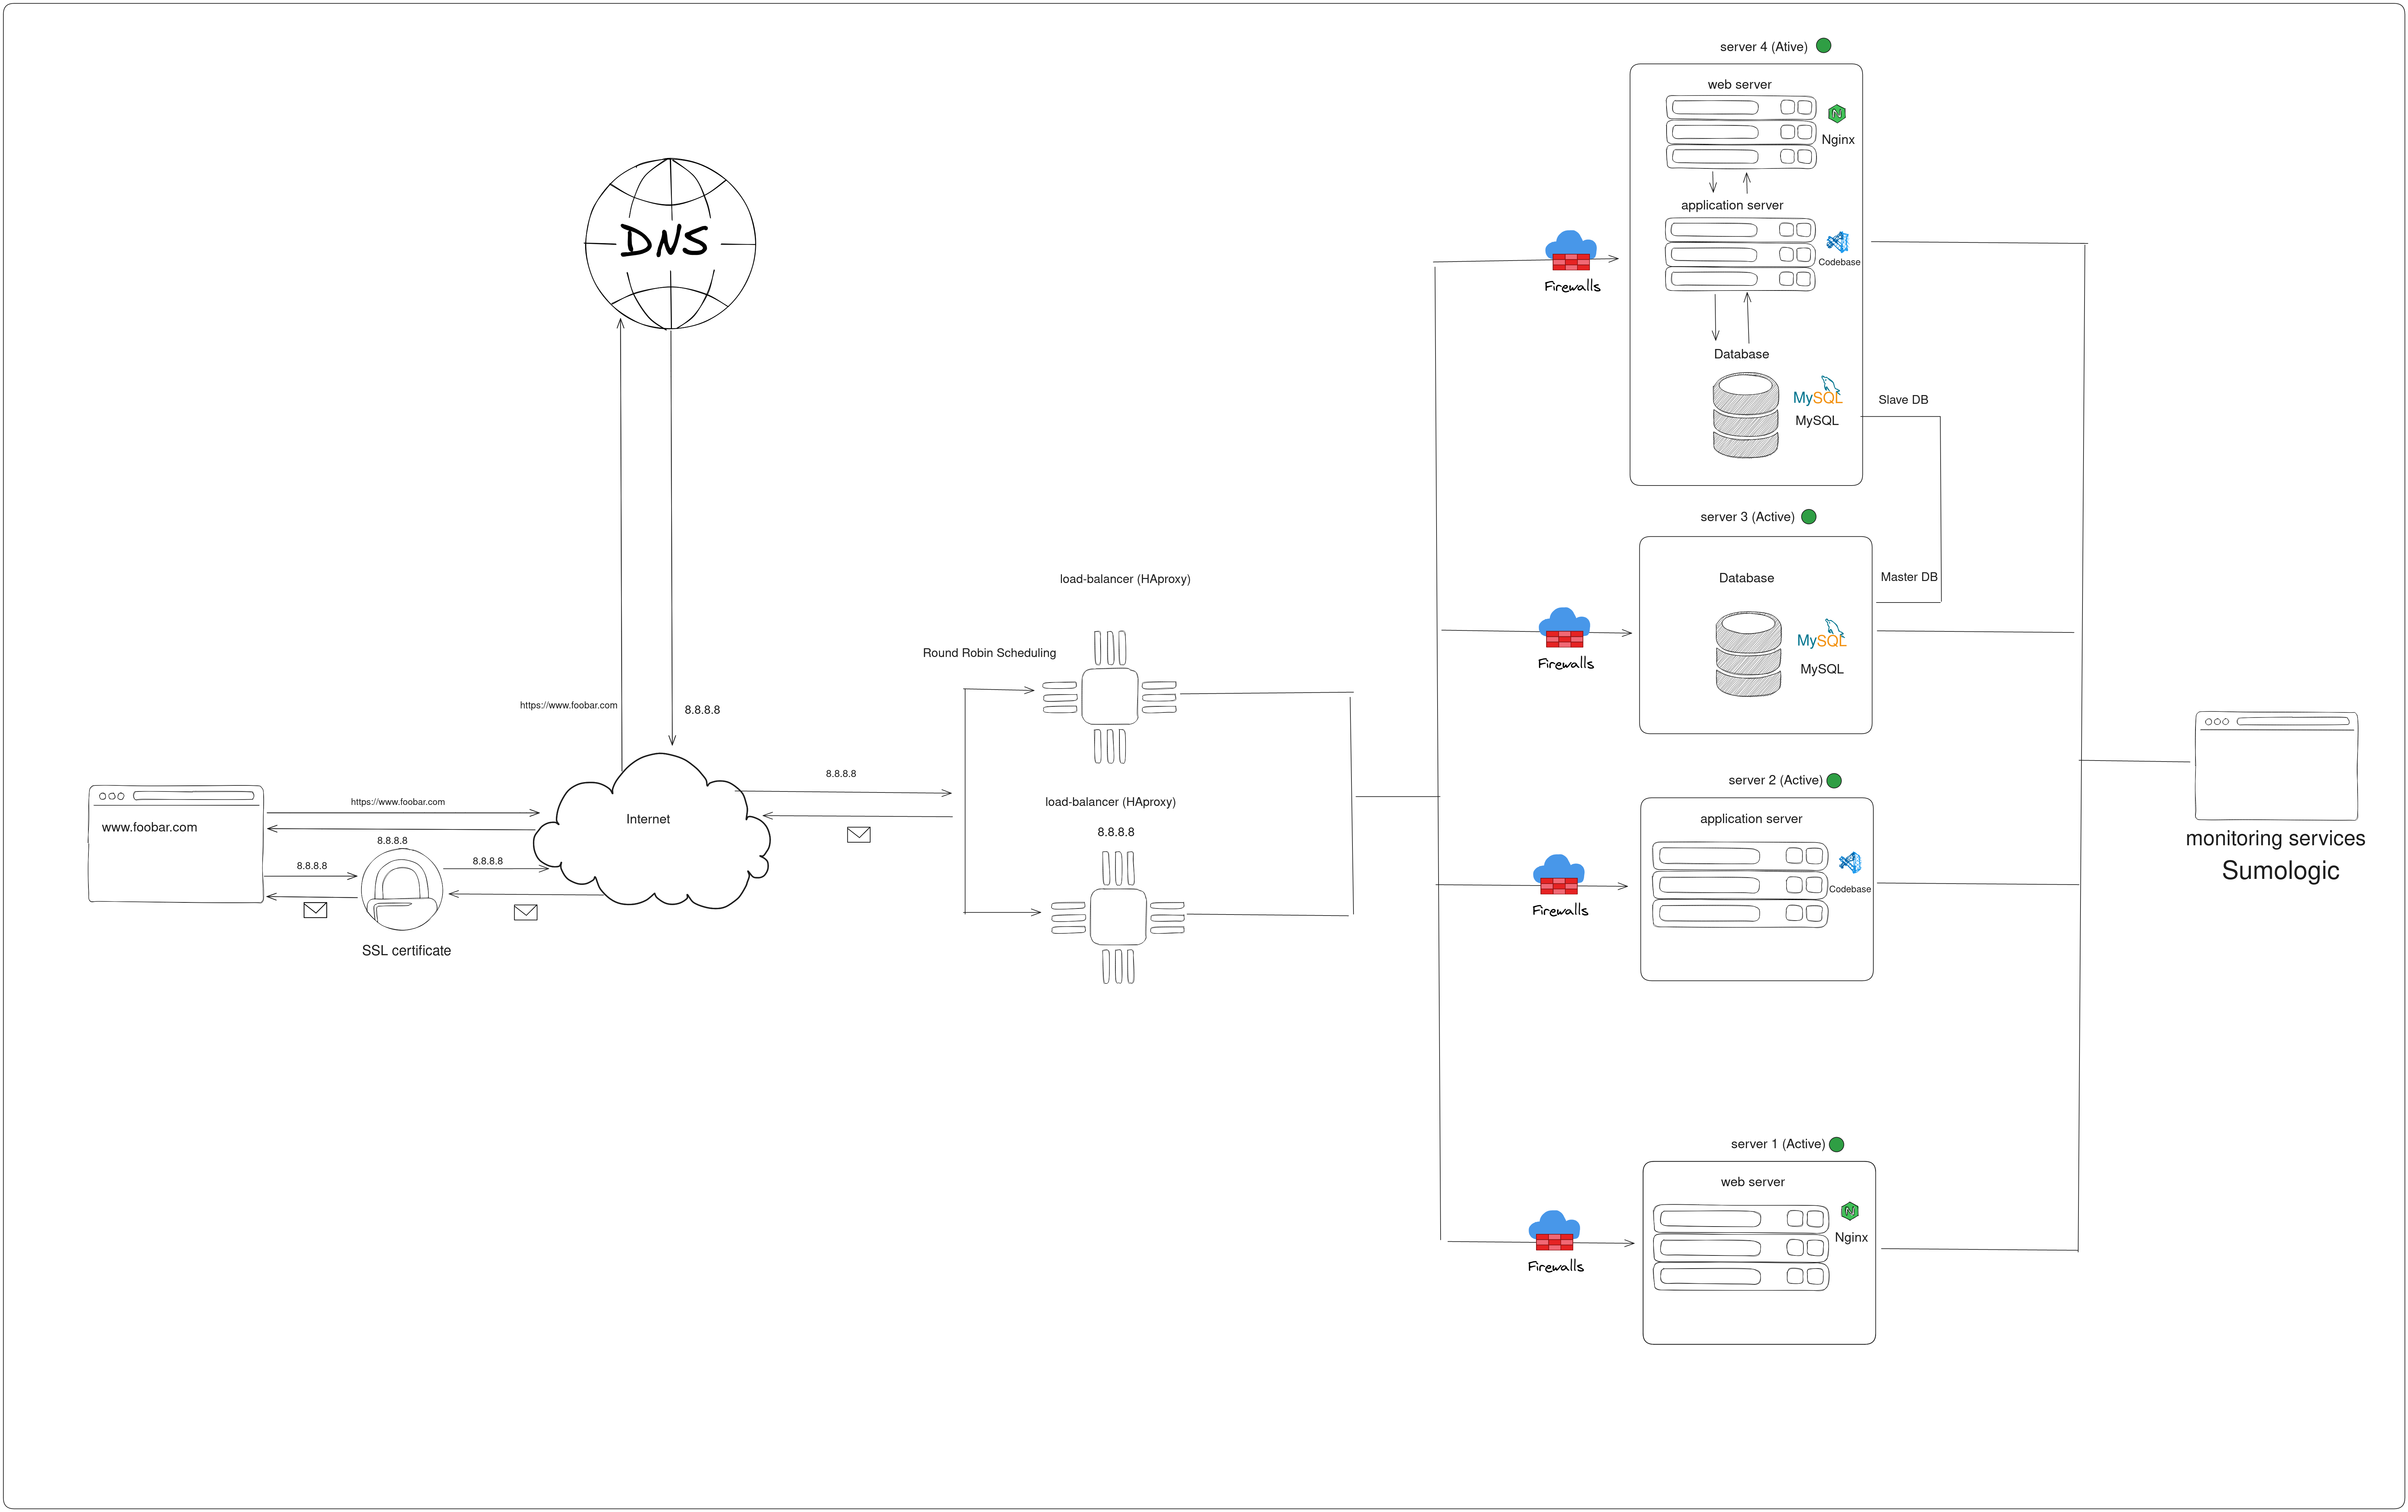 server 4 (Ative)
web server
Nginx
application server
Codebase
Firewalls
Database
MySQL
MySQL
Slave DB
DNS
server 3 (Active)
Database
Master DB
MySQL
MySQL
Firewalls
load-balancer (HAproxy)
Round Robin Scheduling
https://www.foobar.com
8.8.8.8
8.8.8.8
load-balancer (HAproxy)
8.8.8.8
https://www.foobar.com
Internet
www.foobar.com
8.8.8.8
8.8.8.8
8.8.8.8
SSL certificate
server 2 (Active)
application server
Codebase
Firewalls
monitoring services
Sumologic
server 1 (Active)
web server
Nginx
Firewalls